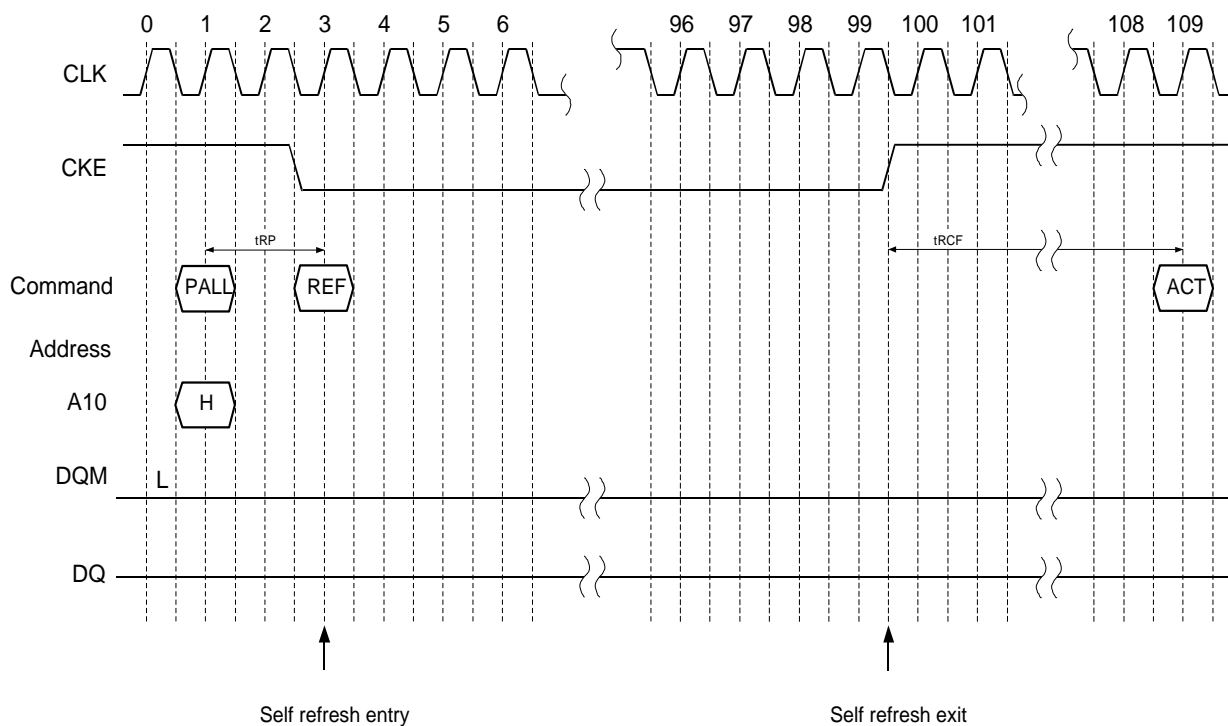 0 1 2 3 4 5 6 96 97 98 99 100 101 108 109
CLK
CKE
tRP tRCF
Command PALL REF ACT
Address
A10 H
DQM L
DQ
Self refresh entry Self refresh exit